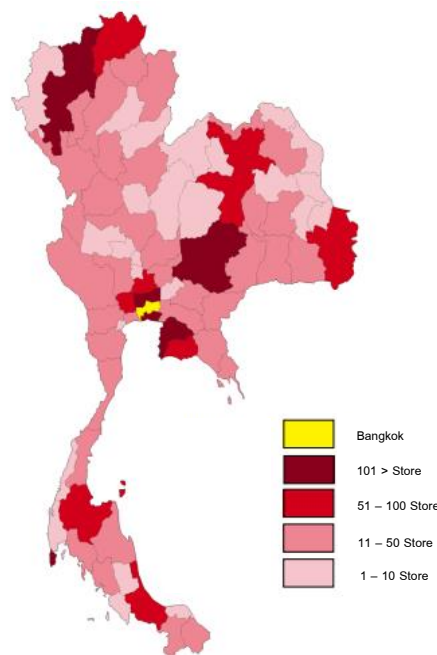 Bangkok
101 > Store
51 – 100 Store
11 – 50 Store
1 – 10 Store